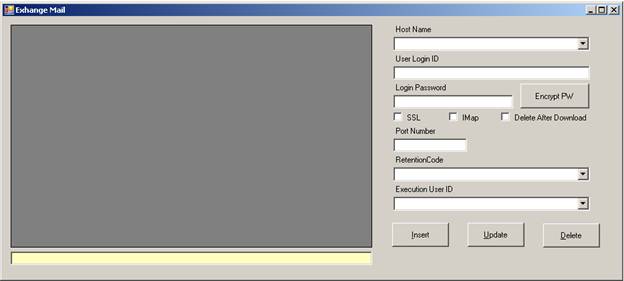 Exhange Mail
Host Name
User Login ID
Login Password
Encrypt PW
SSL
IMap
Delete After Download
Port Number
RetentionCode
Execution User ID
Insert
Update
Delete